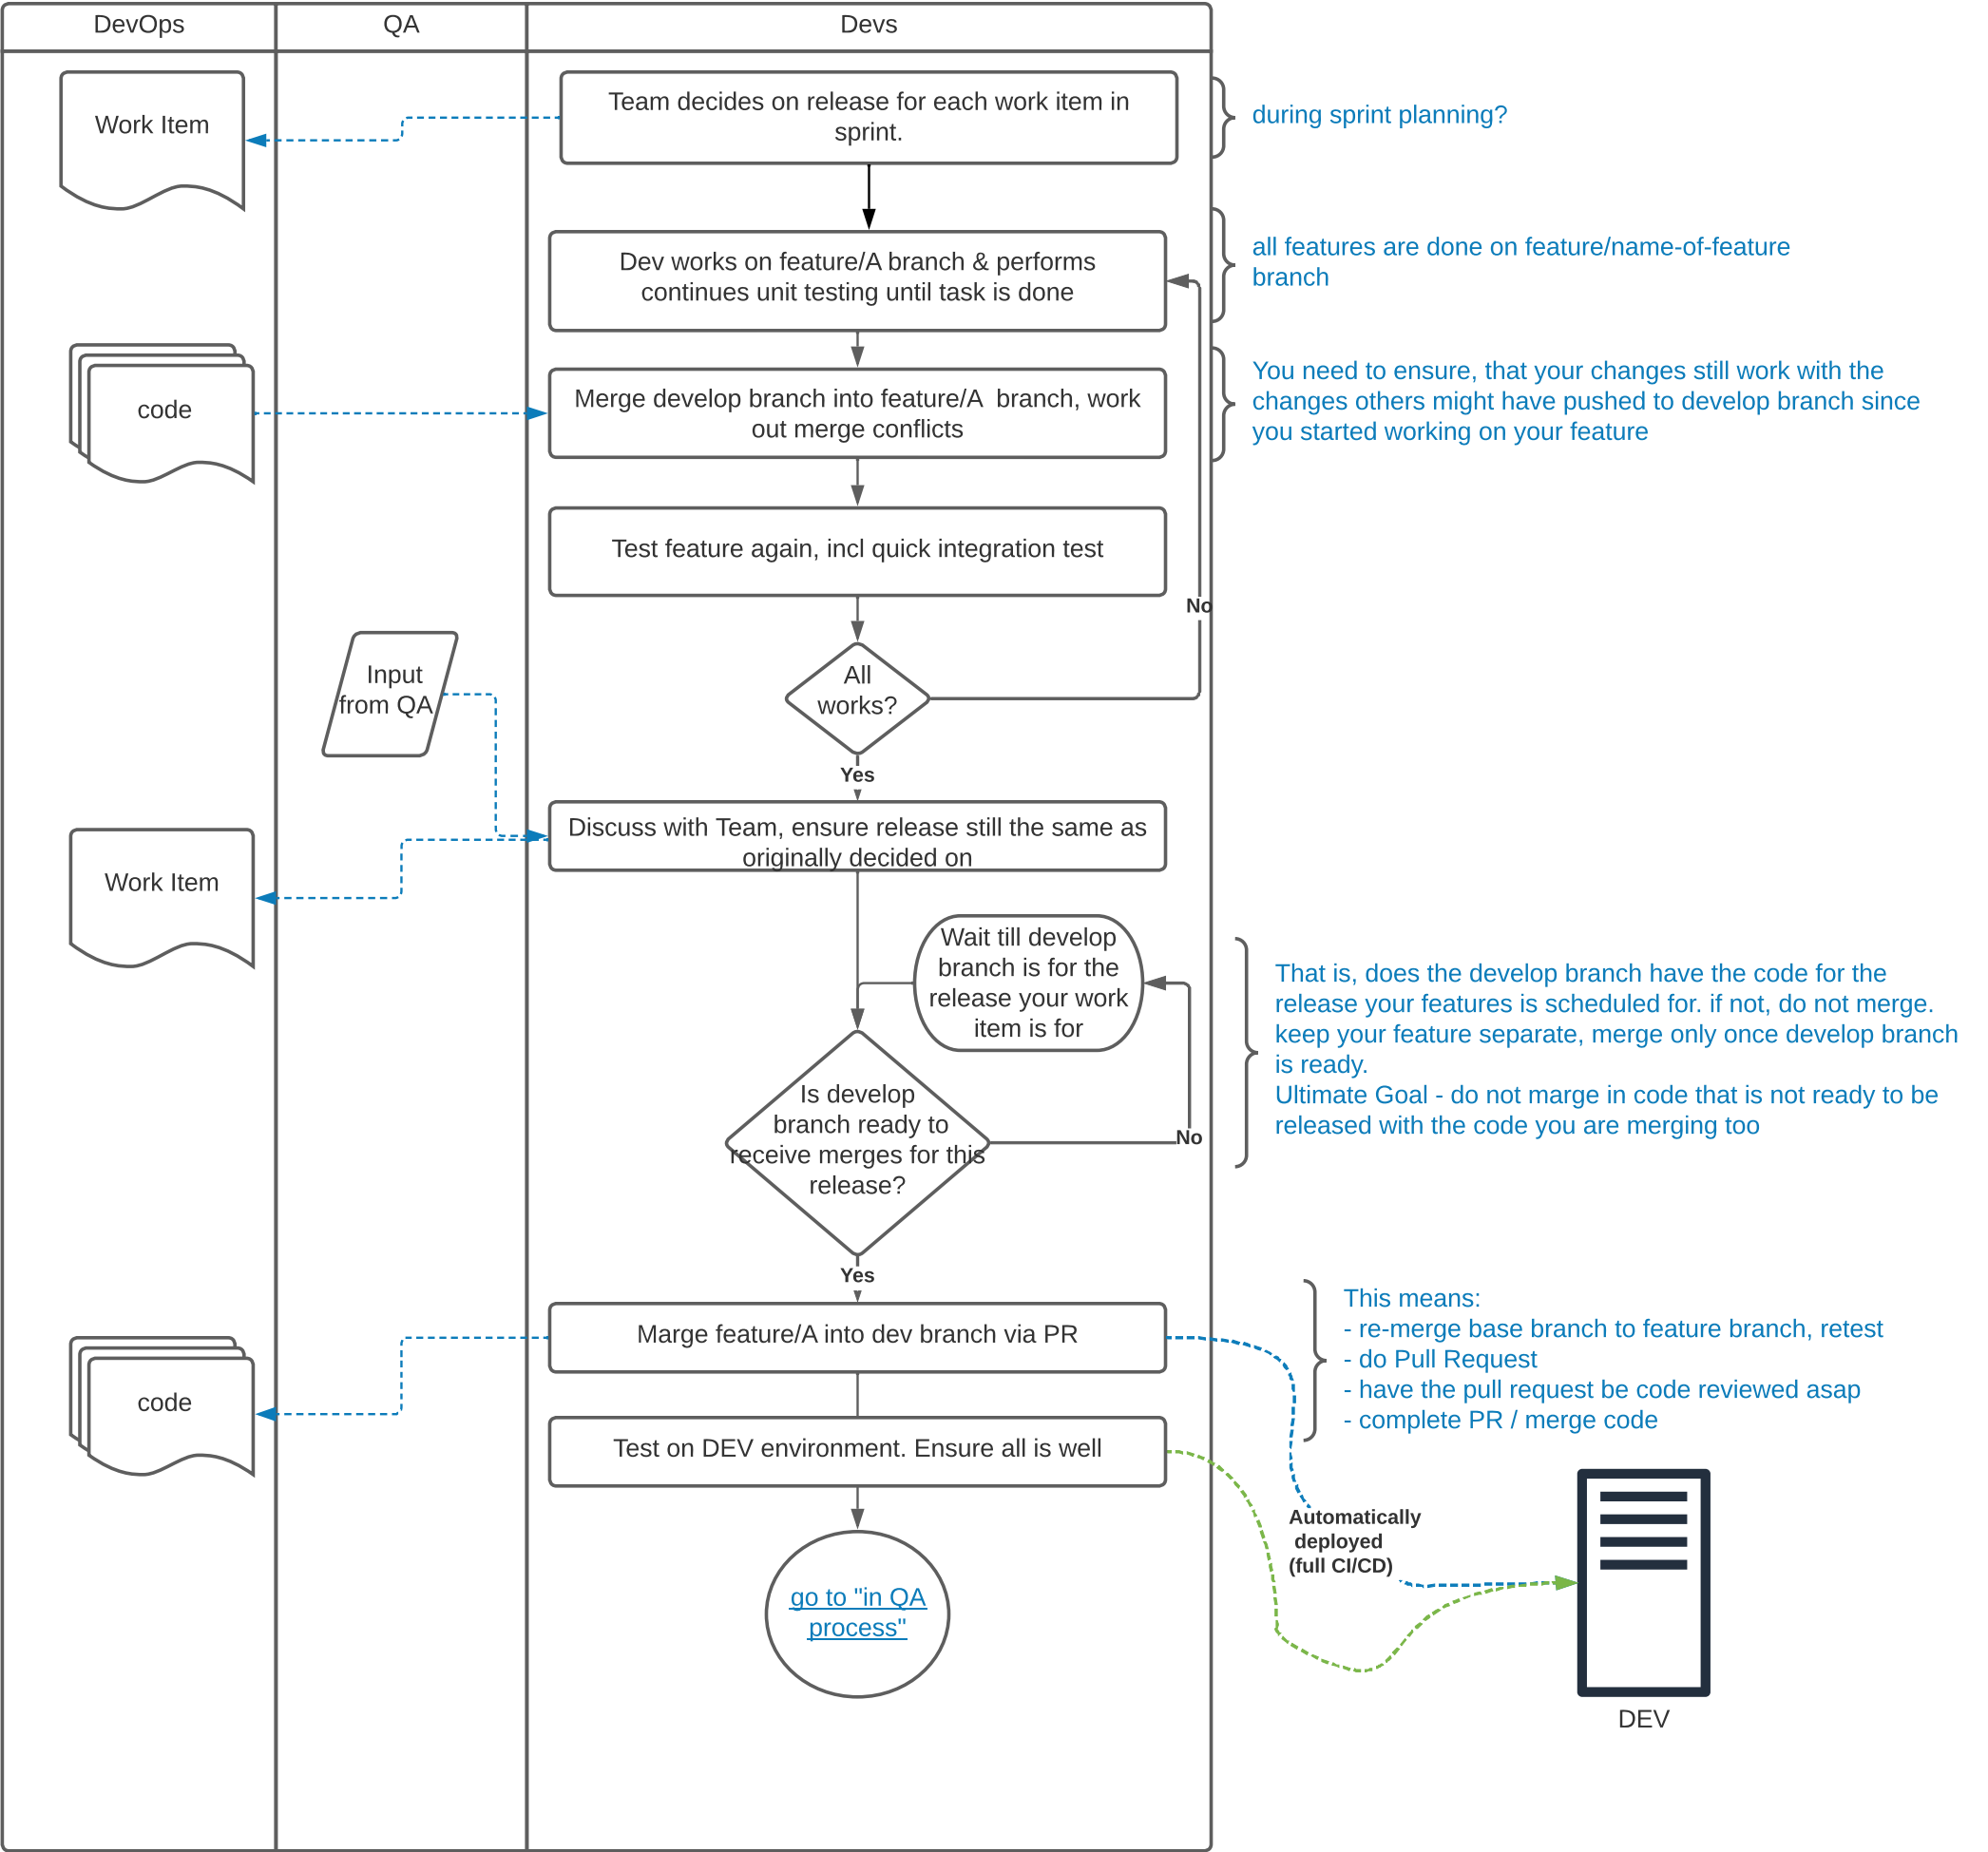 DevOps
QA
Devs
Work Item
Team decides on release for each work item in
sprint.
during sprint planning?
Dev works on feature/A branch & performs
continues unit testing until task is done
all features are done on feature/name-of-feature
branch
code
Merge develop branch into feature/A  branch, work
out merge conflicts
You need to ensure, that your changes still work with the
changes others might have pushed to develop branch since
you started working on your feature
Test feature again, incl quick integration test
No
Input
from QA
All
works?
Yes
Discuss with Team, ensure release still the same as
originally decided on
Work Item
Wait till develop
branch is for the
release your work
item is for
That is, does the develop branch have the code for the
release your features is scheduled for. if not, do not merge.
keep your feature separate, merge only once develop branch
is ready.
Ultimate Goal - do not marge in code that is not ready to be
released with the code you are merging too
Is develop
branch ready to
receive merges for this
release?
No
Yes
Marge feature/A into dev branch via PR
This means:
- re-merge base branch to feature branch, retest
- do Pull Request
- have the pull request be code reviewed asap
- complete PR / merge code
code
Test on DEV environment. Ensure all is well
Automatically
deployed
(full CI/CD)
go to "in QA
process"
DEV